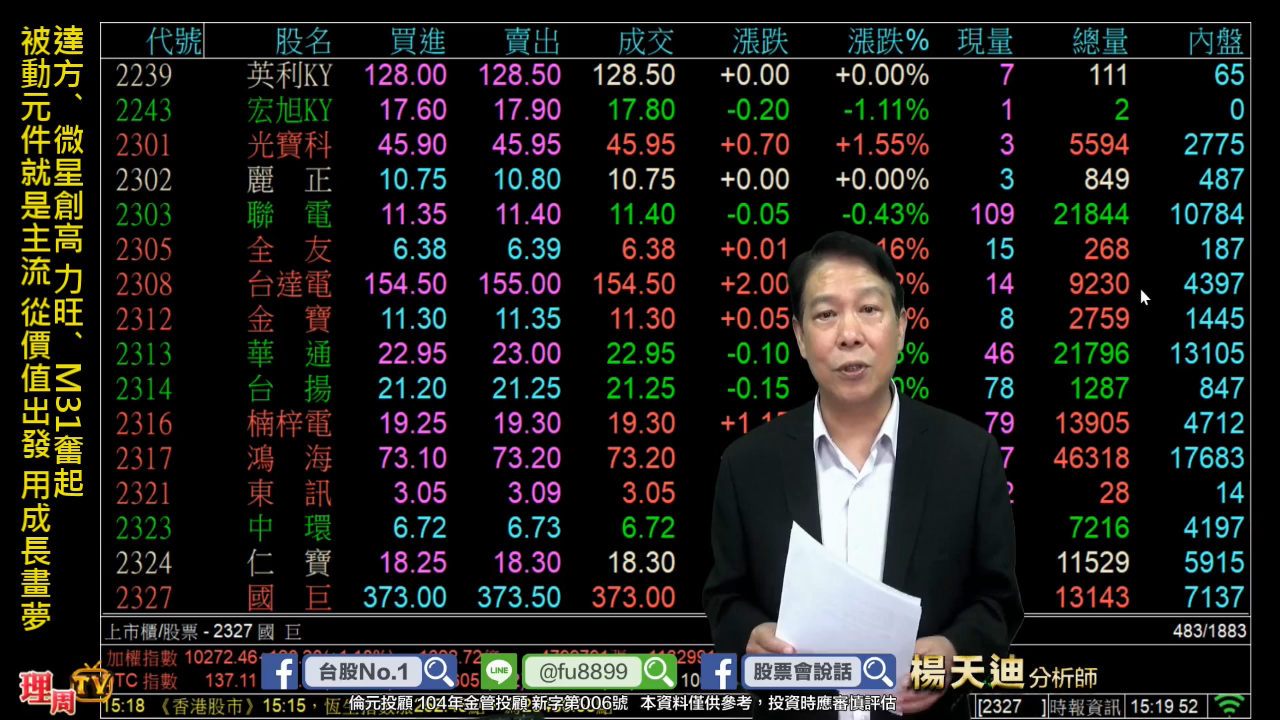 達方、微星創高 力旺、M31奮起
被動元件就是主流 從價值出發 用成長畫夢
代號 股名 買進 賣出 成交 漲跌 漲跌% 現量 總量 內盤
2239 英利KY 128.00 128.50 128.50 +0.00 +0.00% 7 111 65
2243 宏旭KY 17.60 17.90 17.80 -0.20 -1.11% 1 2 0
2301 光寶科 45.90 45.95 45.95 +0.70 +1.55% 3 5594 2775
2302 麗 正 10.75 10.80 10.75 +0.00 +0.00% 3 849 487
2303 聯 電 11.35 11.40 11.40 -0.05 -0.43% 109 21844 10784
2305 全 友 6.38 6.39 6.38 +0.01 16% 15 268 187
2308 台達電 154.50 155.00 154.50 +2.00 % 14 9230 4397
2312 金 寶 11.30 11.35 11.30 +0.05 % 8 2759 1445
2313 華 通 22.95 23.00 22.95 -0.10 % 46 21796 13105
2314 台 揚 21.20 21.25 21.25 -0.15 % 78 1287 847
2316 楠梓電 19.25 19.30 19.30 79 13905 4712
2317 鴻 海 73.10 73.20 73.20 7 46318 17683
2321 東 訊 3.05 3.09 3.05 28 14
2323 中 環 6.72 6.73 6.72 7216 4197
2324 仁 寶 18.25 18.30 18.30 11529 5915
2327 國 巨 373.00 373.50 373.00 13143 7137
上市櫃/股票 - 2327 國 巨 483/1883
加權指數 10272.46
TC 指數 137.11
台股No.1 LINE @fu8899 股票會說話
楊天迪 分析師
理周TV
15:18 《香港股市》 15:15，恆生指數 [2327 ]時報資訊 15:19 52
倫元投顧 104年金管投顧 新字第006號 本資料僅供參考，投資時應審慎評估